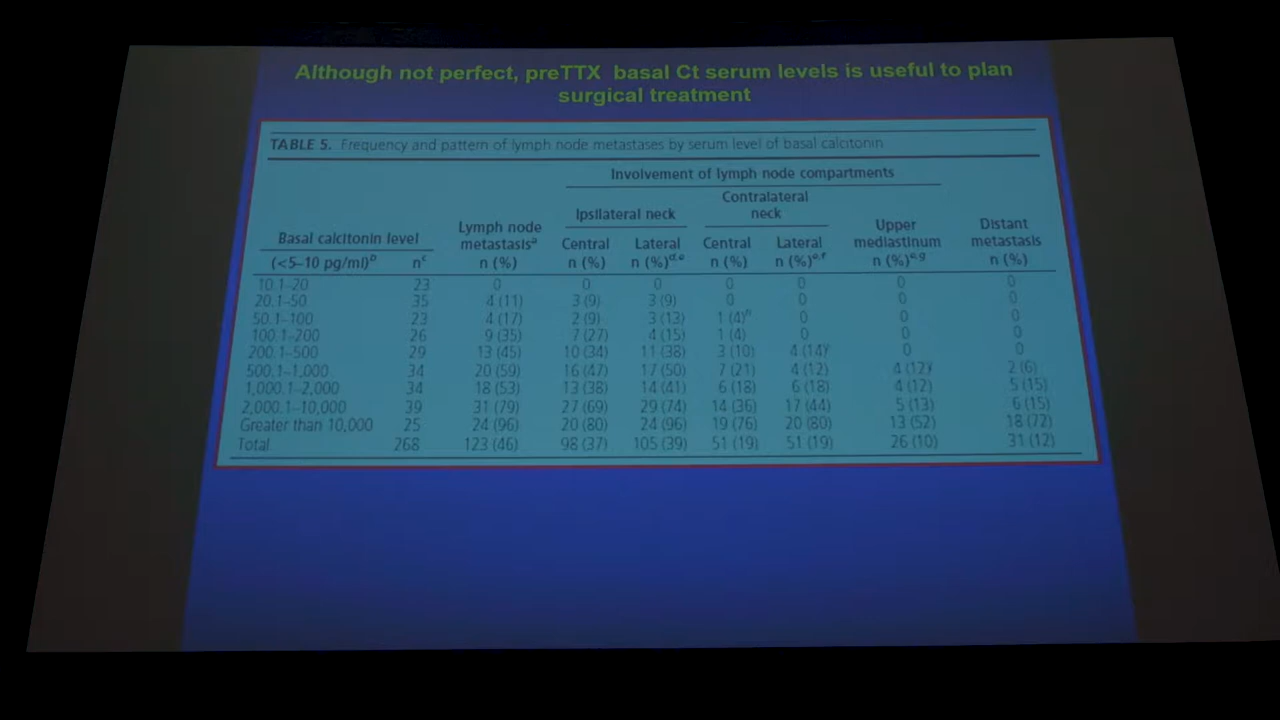 Although not perfect, preTTX basal Ct serum levels is useful to plan
surgical treatment
TABLE 5. Frequency and pattern of lymph node metastases by serum level of basal calcitonin
Involvement of lymph node compartments
Contralateral
Ipsilateral neck neck
Lymph node Upper Distant
Basal calcitonin level metastasisᵃ Central Lateral Central Lateral mediastinum metastasis
(<5–10 pg/ml)ᵇ nᶜ n (%) n (%) n (%)ᵈ,ᵉ n (%) n (%)ᵉ,ᶠ n (%)ᵉ,ᵍ n (%)
10.1–20 23 0 0 0 0 0 0 0
20.1–50 35 4 (11) 3 (9) 3 (9) 0 0 0 0
50.1–100 23 4 (17) 2 (9) 3 (13) 1 (4)ʰ 0 0 0
100.1–200 26 9 (35) 7 (27) 4 (15) 1 (4) 0 0 0
200.1–500 29 13 (45) 10 (34) 11 (38) 3 (10) 4 (14) 0 0
500.1–1,000 34 20 (59) 16 (47) 17 (50) 7 (21) 4 (12) 4 (12) 2 (6)
1,000.1–2,000 34 18 (53) 13 (38) 14 (41) 6 (18) 6 (18) 4 (12) 5 (15)
2,000.1–10,000 39 31 (79) 27 (69) 29 (74) 14 (36) 17 (44) 5 (13) 6 (15)
Greater than 10,000 25 24 (96) 20 (80) 24 (96) 19 (76) 20 (80) 13 (52) 18 (72)
Total 268 123 (46) 98 (37) 105 (39) 51 (19) 51 (19) 26 (10) 31 (12)